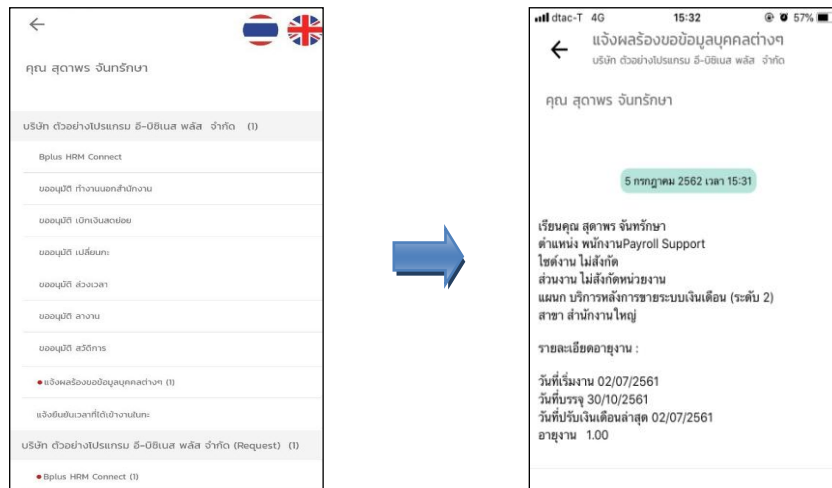 คุณ สุดาพร จันทรักษา
บริษัท ตัวอย่างโปรแกรม อี-บิซิเนส พลัส จำกัด (1)
Bplus HRM Connect
ขออนุมัติ ทำงานนอกสำนักงาน
ขออนุมัติ เบิกเงินสดย่อย
ขออนุมัติ เปลี่ยนกะ
ขออนุมัติ ล่วงเวลา
ขออนุมัติ ลางาน
ขออนุมัติ สวัสดิการ
แจ้งผลร้องขอข้อมูลบุคคลต่างๆ (1)
แจ้งยืนยันเวลาที่ได้เข้างานในกะ
บริษัท ตัวอย่างโปรแกรม อี-บิซิเนส พลัส จำกัด (Request) (1)
Bplus HRM Connect (1)
dtac-T 4G 15:32 57%
แจ้งผลร้องขอข้อมูลบุคคลต่างๆ
บริษัท ตัวอย่างโปรแกรม อี-บิซิเนส พลัส จำกัด
คุณ สุดาพร จันทรักษา
5 กรกฎาคม 2562 เวลา 15:31
เรียนคุณ สุดาพร จันทรักษา
ตำแหน่ง พนักงานPayroll Support
ไซด์งาน ไม่สังกัด
ส่วนงาน ไม่สังกัดหน่วยงาน
แผนก บริการหลังการขายระบบเงินเดือน (ระดับ 2)
สาขา สำนักงานใหญ่
รายละเอียดอายุงาน :
วันที่เริ่มงาน 02/07/2561
วันที่บรรจุ 30/10/2561
วันที่ปรับเงินเดือนล่าสุด 02/07/2561
อายุงาน 1.00